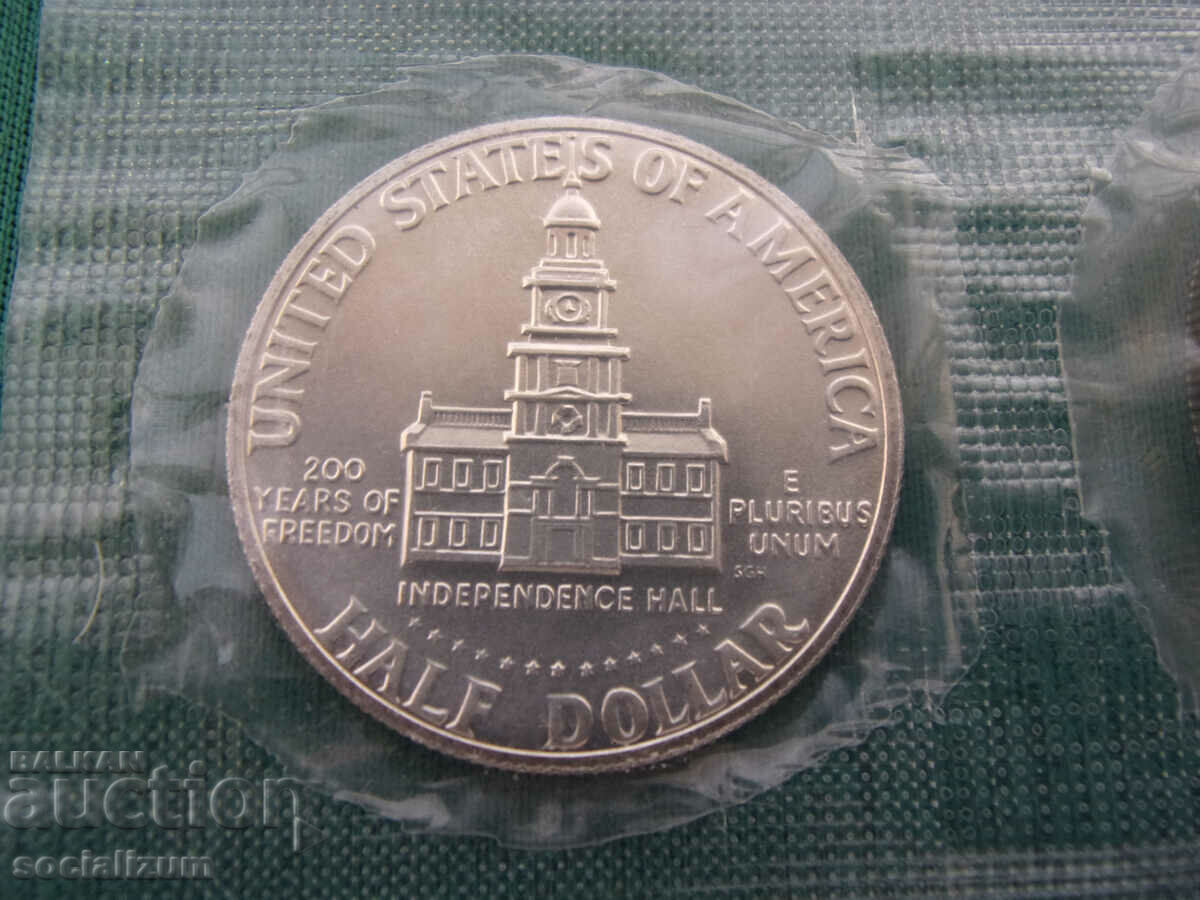 UNITED STATES OF AMERICA
200
YEARS OF
FREEDOM
E
PLURIBUS
UNUM
SGH
INDEPENDENCE HALL
HALF DOLLAR
BALKAN
auction
socializum